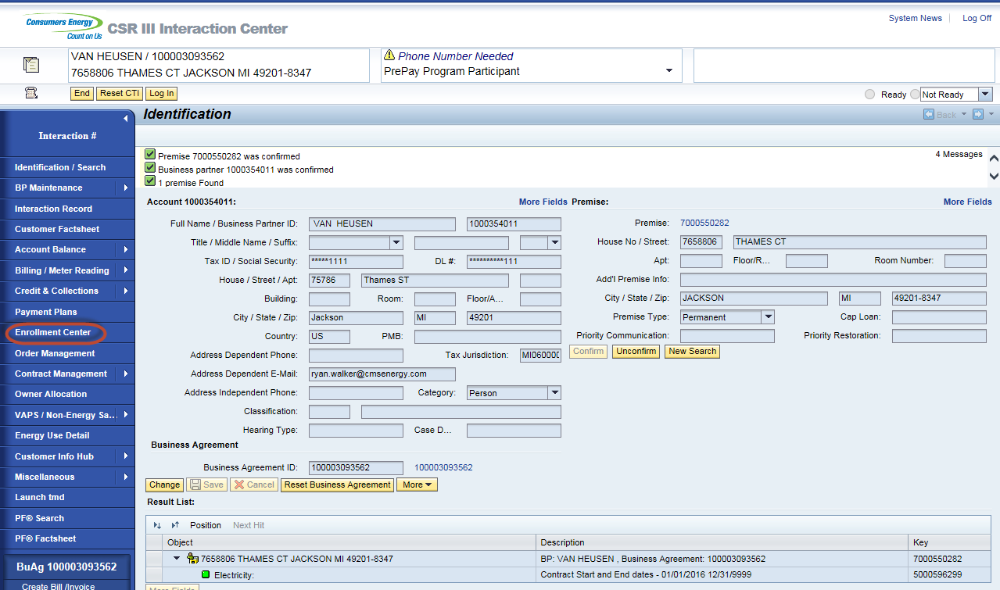 Consumers Energy
Count on Us
CSR III Interaction Center
System News
Log Off
VAN HEUSEN / 100003093562
7658806 THAMES CT JACKSON MI 49201-8347
Phone Number Needed
PrePay Program Participant
End
Reset CTI
Log In
Ready
Not Ready
Interaction #
Identification / Search
BP Maintenance
Interaction Record
Customer Factsheet
Account Balance
Billing / Meter Reading
Credit & Collections
Payment Plans
Enrollment Center
Order Management
Contract Management
Owner Allocation
VAPS / Non-Energy Sa...
Energy Use Detail
Customer Info Hub
Miscellaneous
Launch tmd
PF® Search
PF® Factsheet
BuAg 100003093562
Create Bill /Invoice
Identification
Back
Premise 7000550282 was confirmed
Business partner 1000354011 was confirmed
1 premise Found
4 Messages
Account 1000354011:
More Fields
Full Name / Business Partner ID: VAN HEUSEN 1000354011
Title / Middle Name / Suffix:
Tax ID / Social Security: *****1111 DL #: **********111
House / Street / Apt: 75786 Thames ST
Building: Room: Floor/A...
City / State / Zip: Jackson MI 49201
Country: US PMB:
Address Dependent Phone: Tax Jurisdiction: MI060000
Address Dependent E-Mail: ryan.walker@cmsenergy.com
Address Independent Phone: Category: Person
Classification:
Hearing Type: Case D...
Premise:
More Fields
Premise: 7000550282
House No / Street: 7658806 THAMES CT
Apt: Floor/R... Room Number:
Add'l Premise Info:
City / State / Zip: JACKSON MI 49201-8347
Premise Type: Permanent Cap Loan:
Priority Communication: Priority Restoration:
Confirm
Unconfirm
New Search
Business Agreement
Business Agreement ID: 100003093562 100003093562
Change
Save
Cancel
Reset Business Agreement
More
Result List:
Position
Next Hit
Object Description Key
7658806 THAMES CT JACKSON MI 49201-8347 BP: VAN HEUSEN , Business Agreement: 100003093562 7000550282
Electricity: Contract Start and End dates - 01/01/2016 12/31/9999 5000596299
More Fields